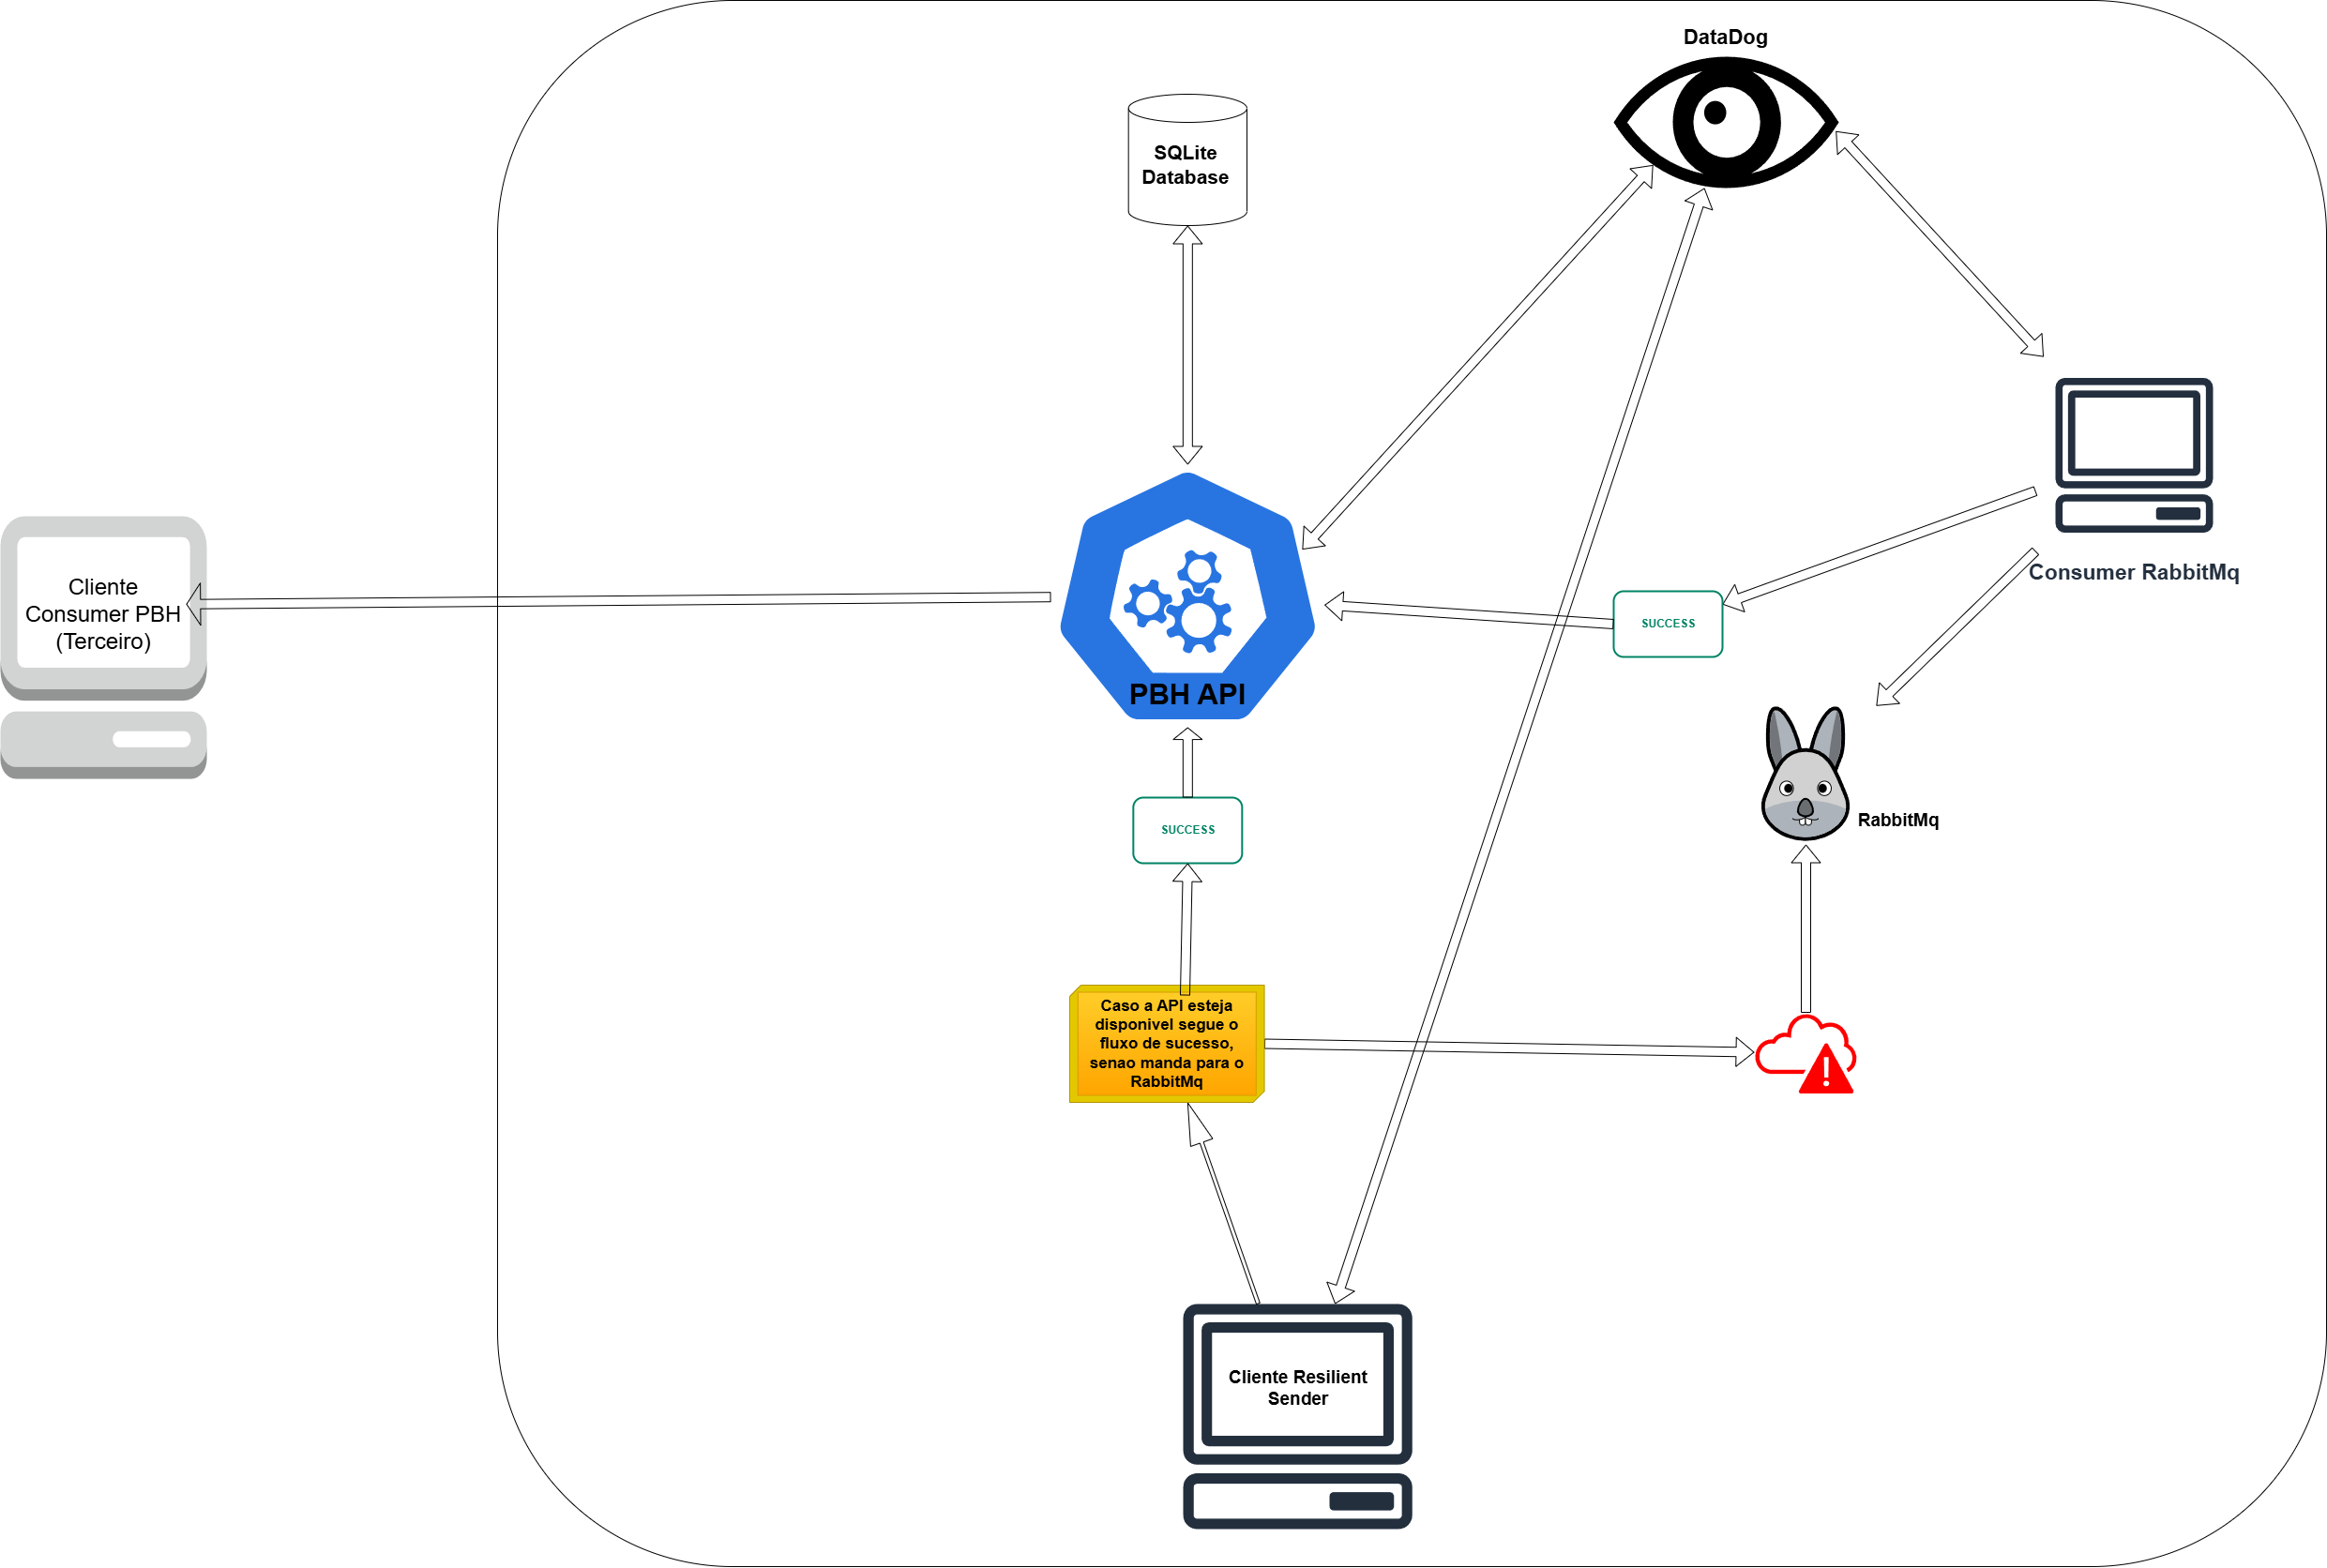 DataDog
SQLite
Database
Cliente
Consumer PBH
(Terceiro)
Consumer RabbitMq
SUCCESS
PBH API
SUCCESS
RabbitMq
Caso a API esteja
disponivel segue o
fluxo de sucesso,
senao manda para o
RabbitMq
Cliente Resilient
Sender